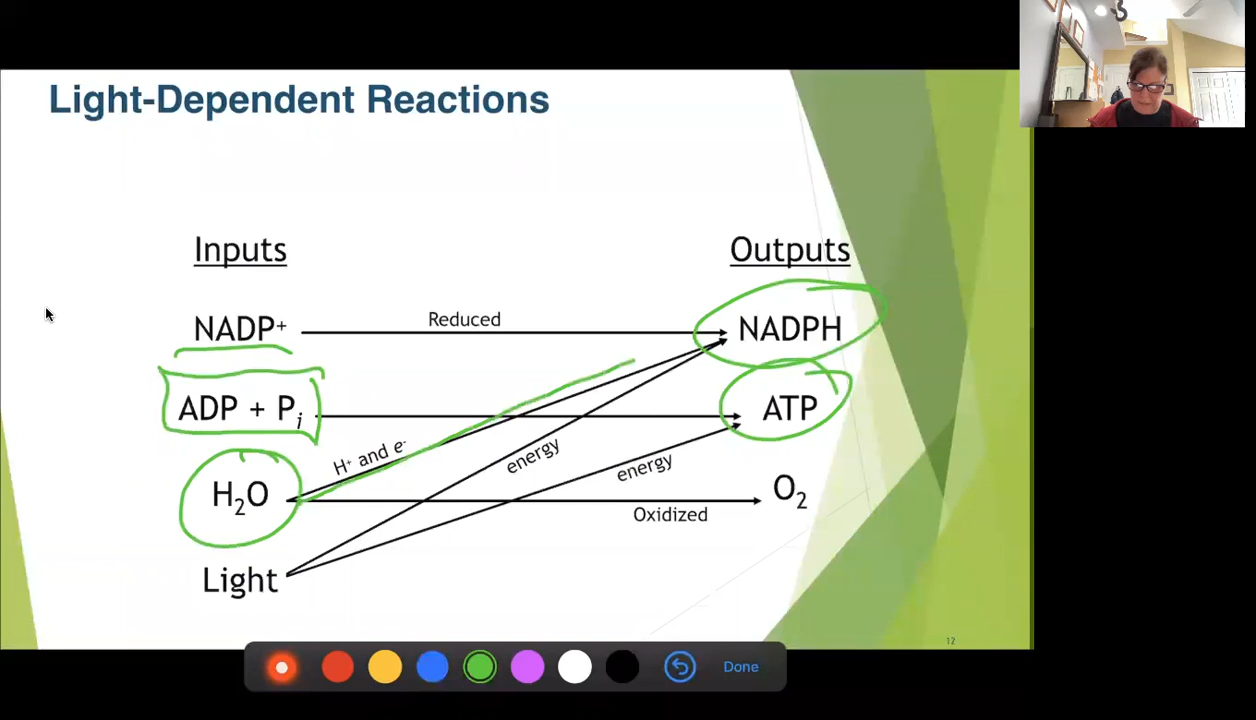 Light-Dependent Reactions
Inputs
Outputs
NADP⁺
Reduced
NADPH
ADP + Pᵢ
ATP
H⁺ and e⁻
energy
energy
H₂O
O₂
Oxidized
Light
12
Done